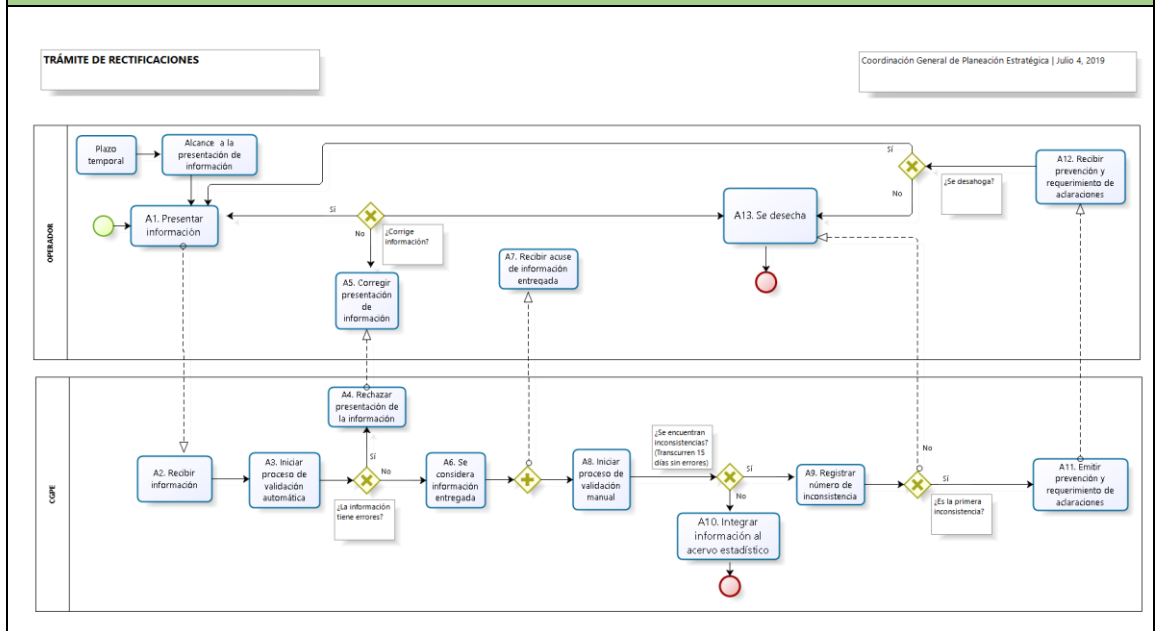 TRÁMITE DE RECTIFICACIONES
Coordinación General de Planeación Estratégica | Julio 4, 2019
OPERADOR
Plazo
temporal
Alcance a la
presentación de
información
A1. Presentar
información
Sí
No
¿Corrige
información?
A5. Corregir
presentación
de
información
A7. Recibir acuse
de información
entregada
A13. Se desecha
Sí
No
¿Se desahoga?
A12. Recibir
prevención y
requerimiento de
aclaraciones
CGPE
A2. Recibir
información
A3. Iniciar
proceso de
validación
automática
A4. Rechazar
presentación de
la información
Sí
No
¿La información
tiene errores?
A6. Se
considera
información
entregada
A8. Iniciar
proceso de
validación
manual
¿Se encuentran
inconsistencias?
(Transcurren 15
días sin errores)
Sí
No
A10. Integrar
información al
acervo estadístico
A9. Registrar
número de
inconsistencia
No
Sí
¿Es la primera
inconsistencia?
A11. Emitir
prevención y
requerimiento de
aclaraciones